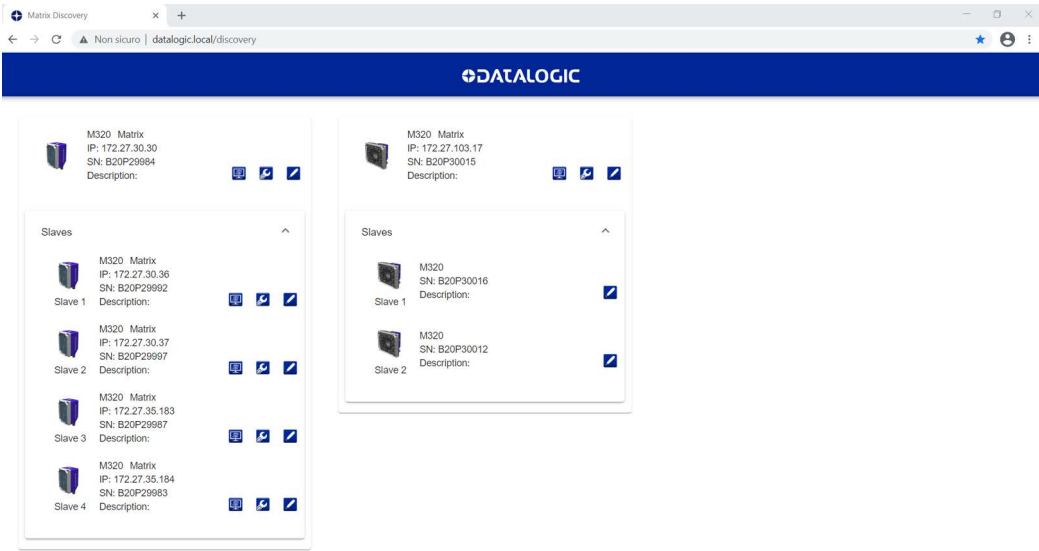 Matrix Discovery
Non sicuro | datalogic.local/discovery
DATALOGIC
M320 Matrix
IP: 172.27.30.30
SN: B20P29984
Description:
Slaves
M320 Matrix
IP: 172.27.30.36
SN: B20P29992
Slave 1 Description:
M320 Matrix
IP: 172.27.30.37
SN: B20P29997
Slave 2 Description:
M320 Matrix
IP: 172.27.35.183
SN: B20P29987
Slave 3 Description:
M320 Matrix
IP: 172.27.35.184
SN: B20P29983
Slave 4 Description:
M320 Matrix
IP: 172.27.103.17
SN: B20P30015
Description:
Slaves
M320
SN: B20P30016
Description:
Slave 1
M320
SN: B20P30012
Description:
Slave 2